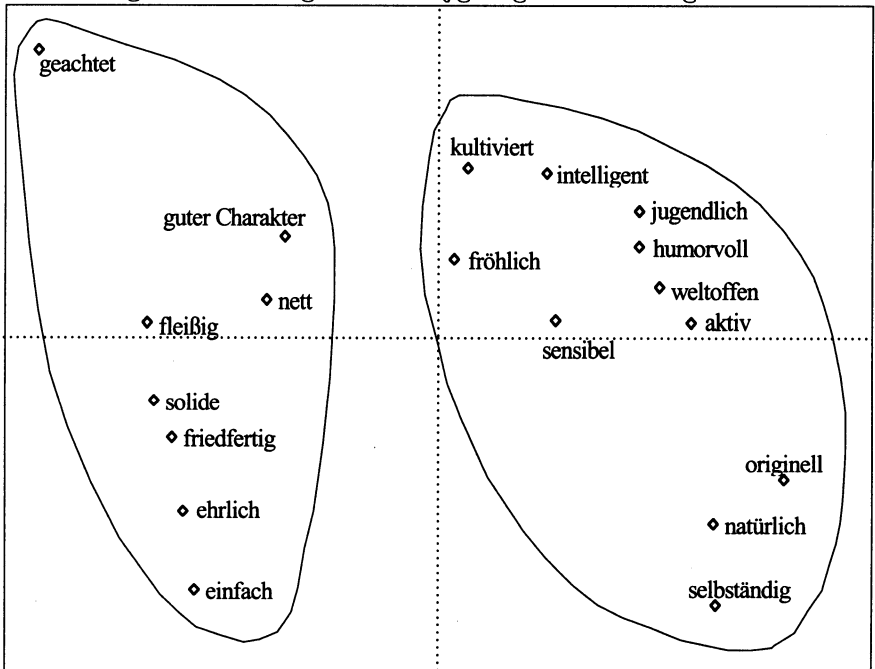 geachtet
kultiviert
intelligent
jugendlich
guter Charakter
humorvoll
fröhlich
nett
weltoffen
fleißig
aktiv
sensibel
solide
friedfertig
originell
ehrlich
natürlich
einfach
selbständig